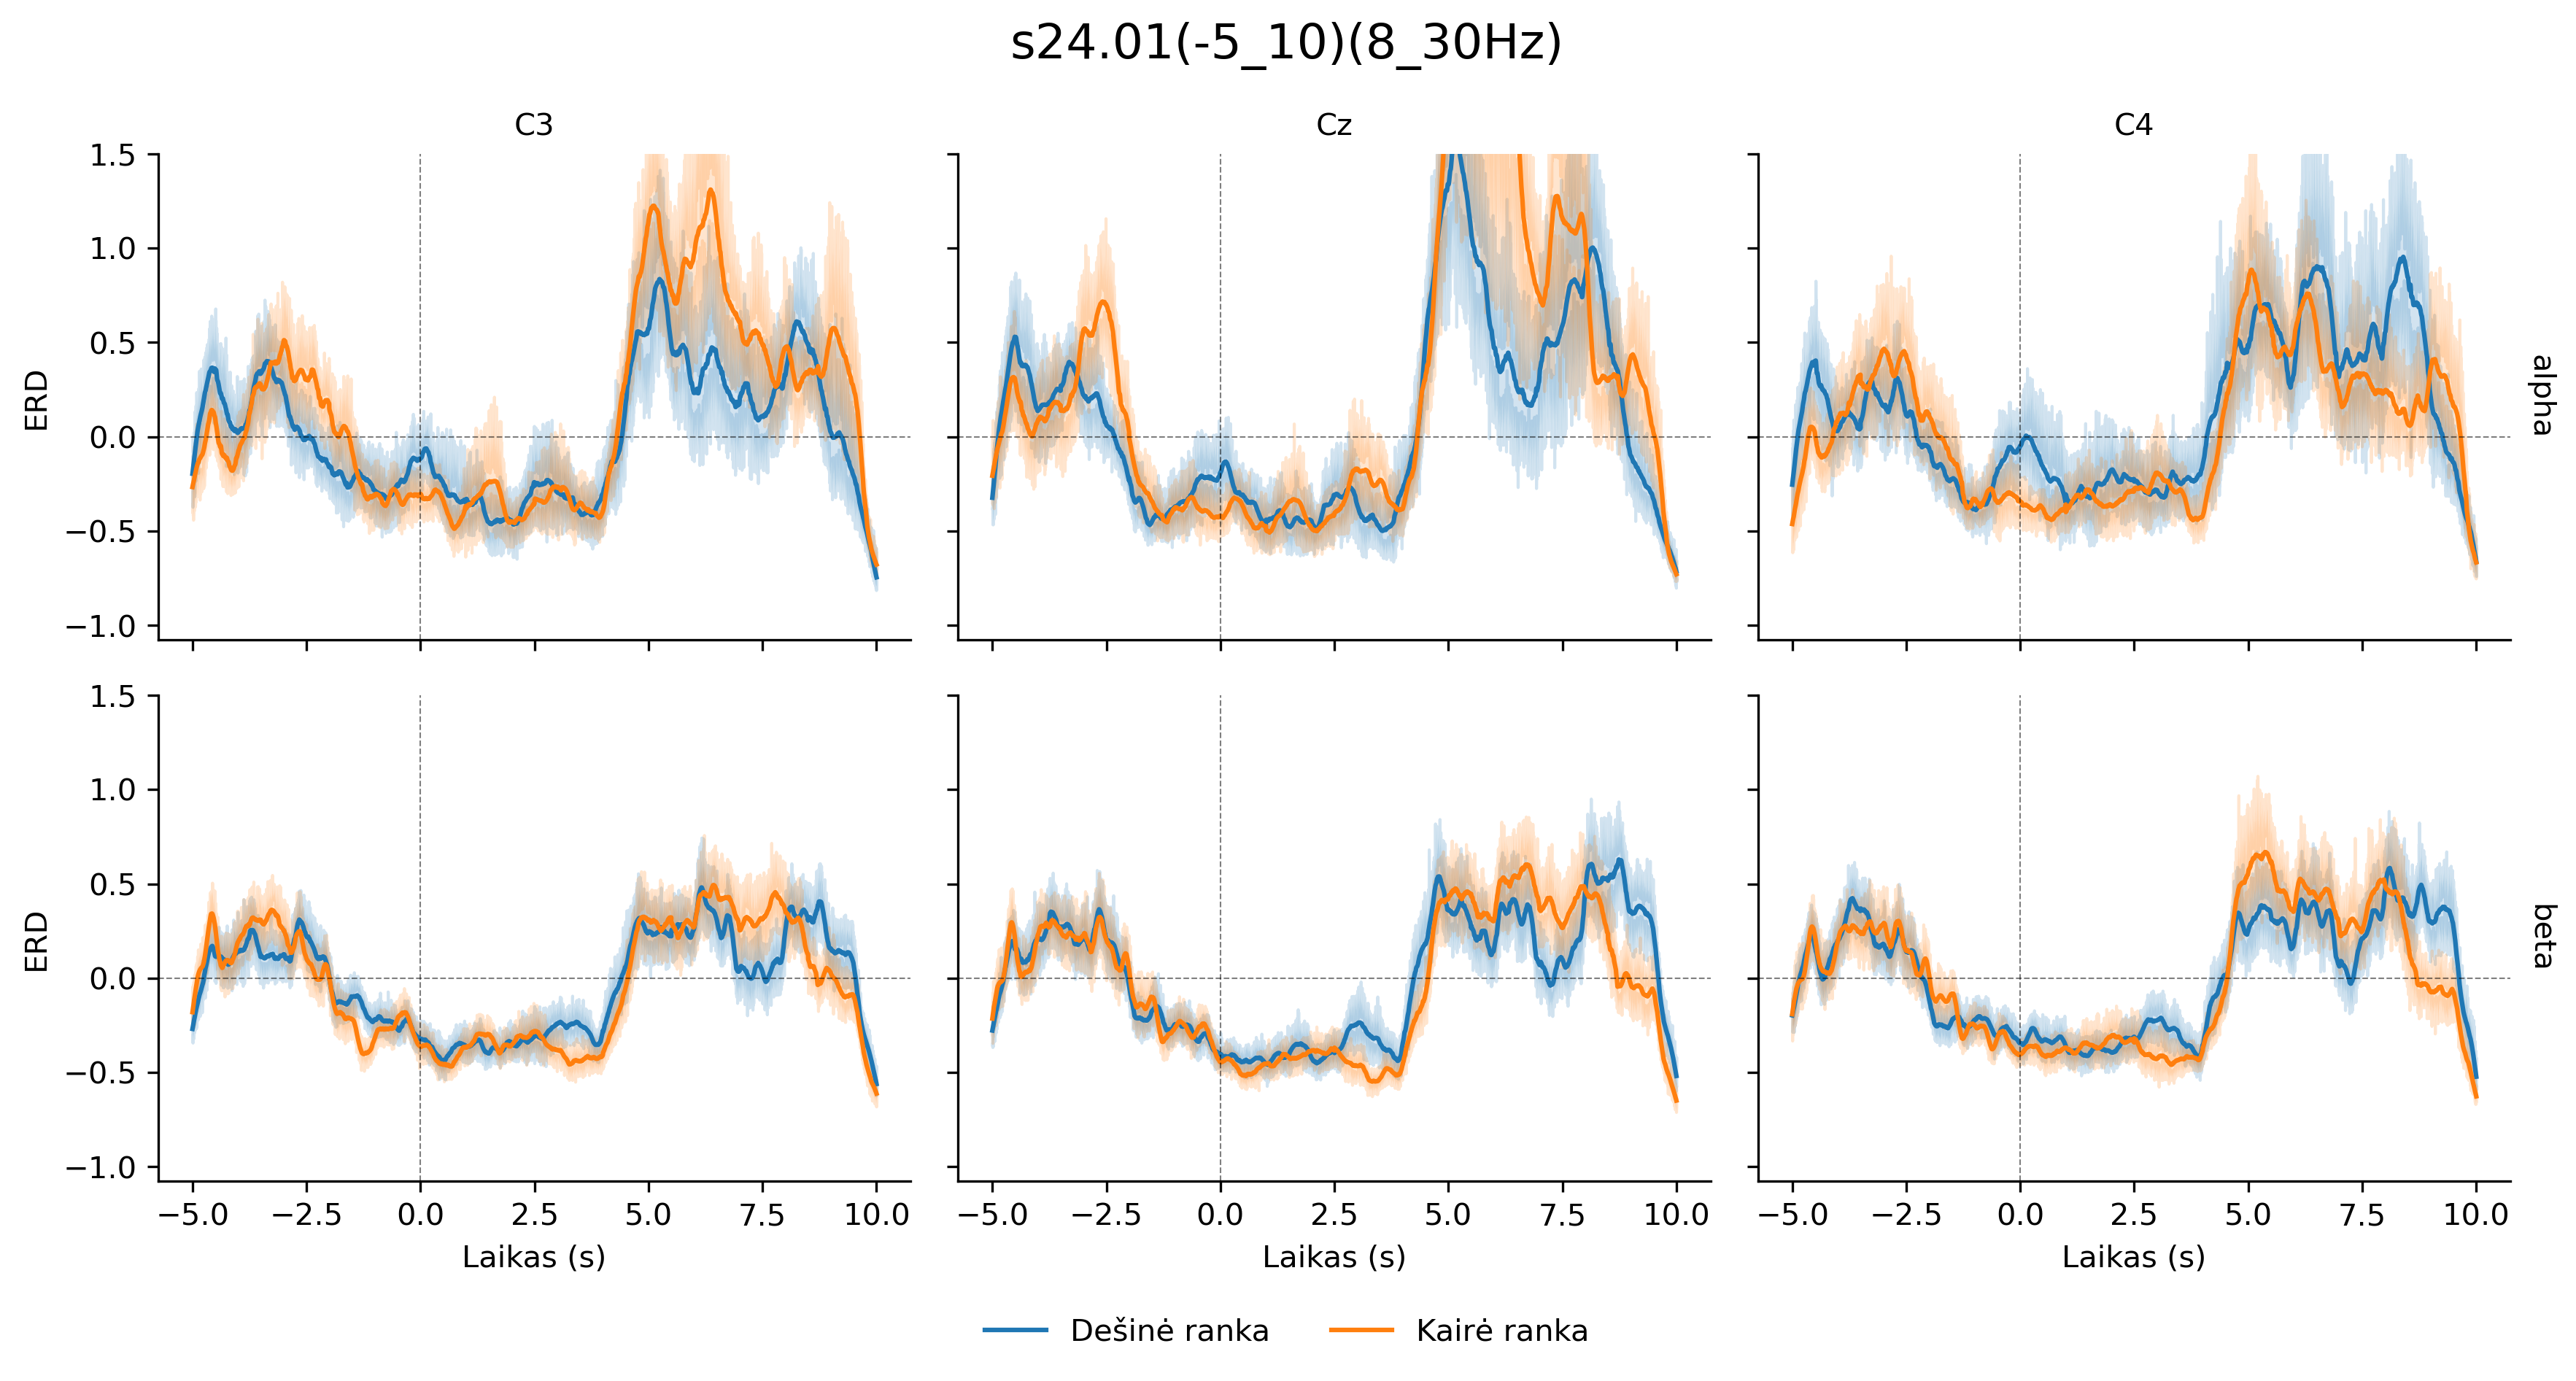 s24.01(-5_10)(8_30Hz)
C3 Cz C4
1.5
1.0
0.5
0.0
−0.5
−1.0
ERD
alpha
1.5
1.0
0.5
0.0
−0.5
−1.0
ERD
beta
−5.0 −2.5 0.0 2.5 5.0 7.5 10.0 −5.0 −2.5 0.0 2.5 5.0 7.5 10.0 −5.0 −2.5 0.0 2.5 5.0 7.5 10.0
Laikas (s) Laikas (s) Laikas (s)
Dešinė ranka Kairė ranka